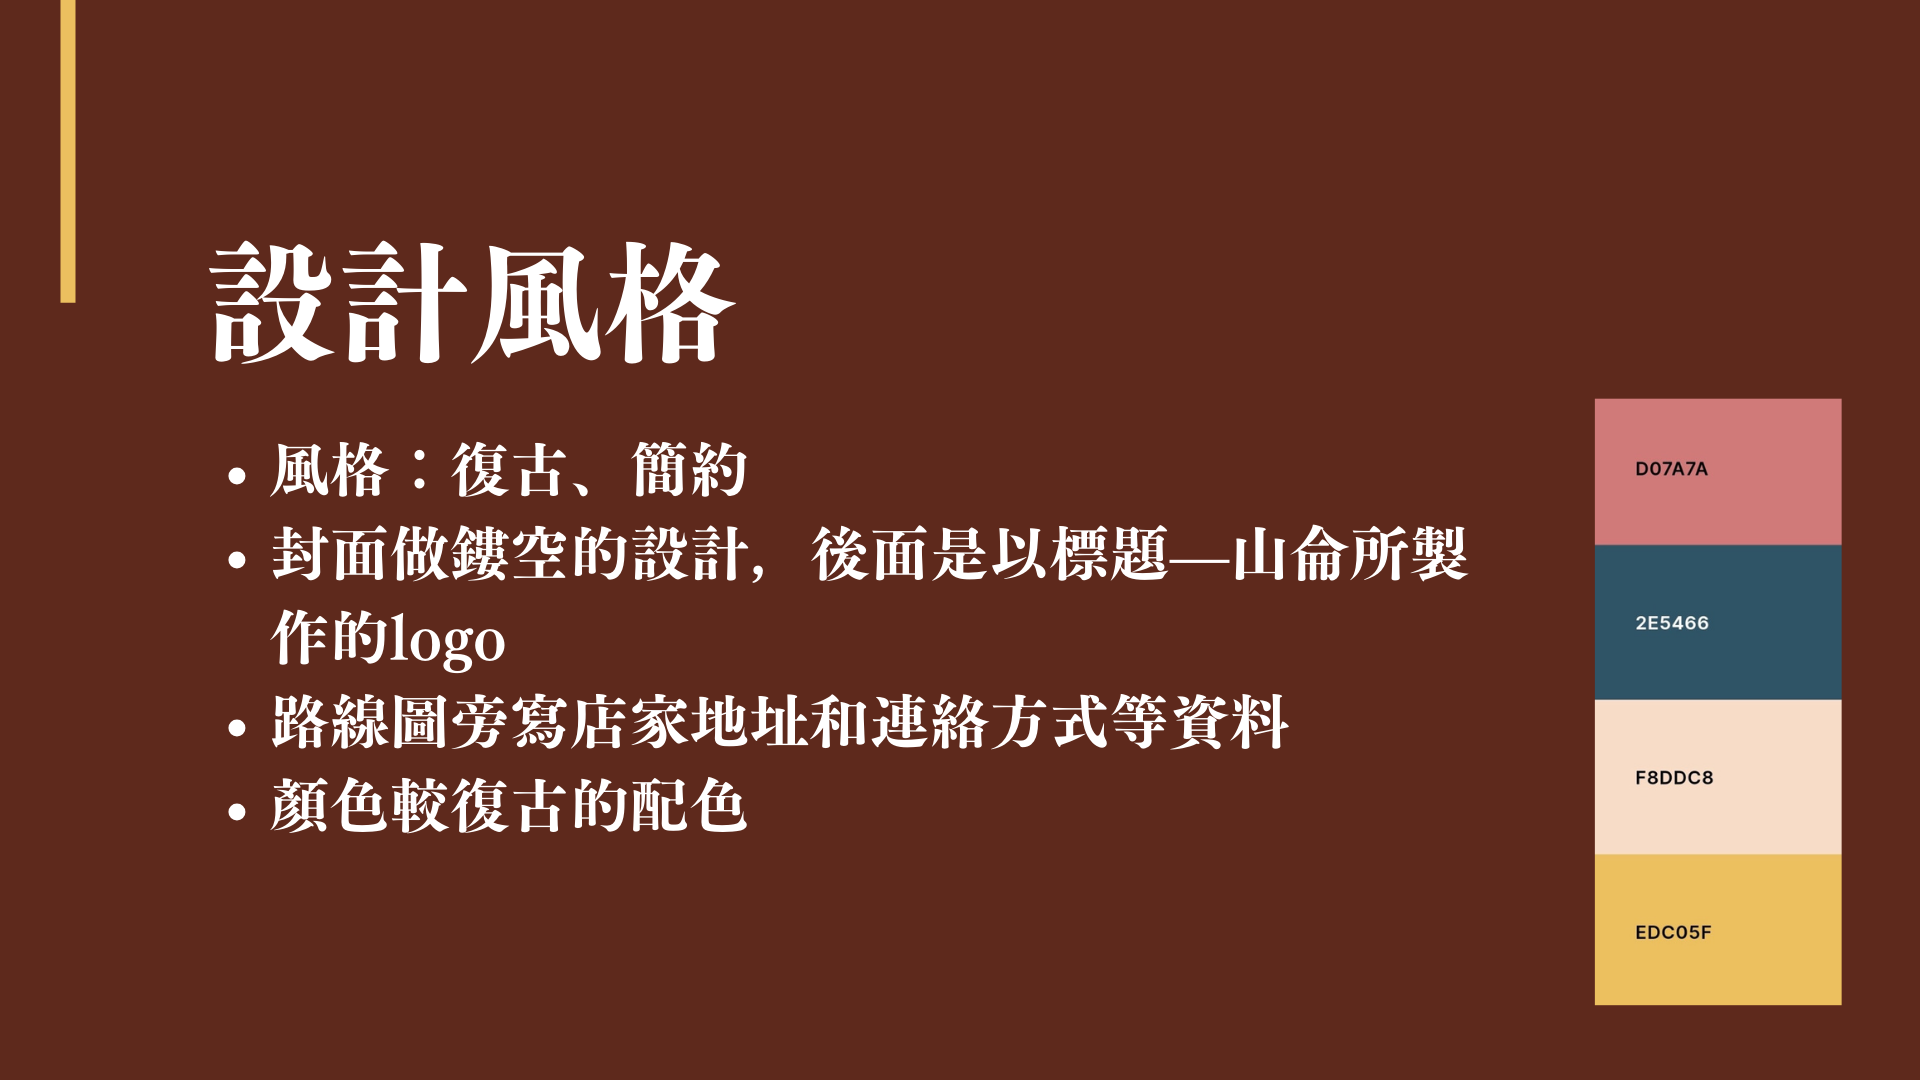 設計風格
• 風格：復古、簡約
• 封面做鏤空的設計， 後面是以標題—山侖所製
作的logo
• 路線圖旁寫店家地址和連絡方式等資料
• 顏色較復古的配色
D07A7A
2E5466
F8DDC8
EDC05F